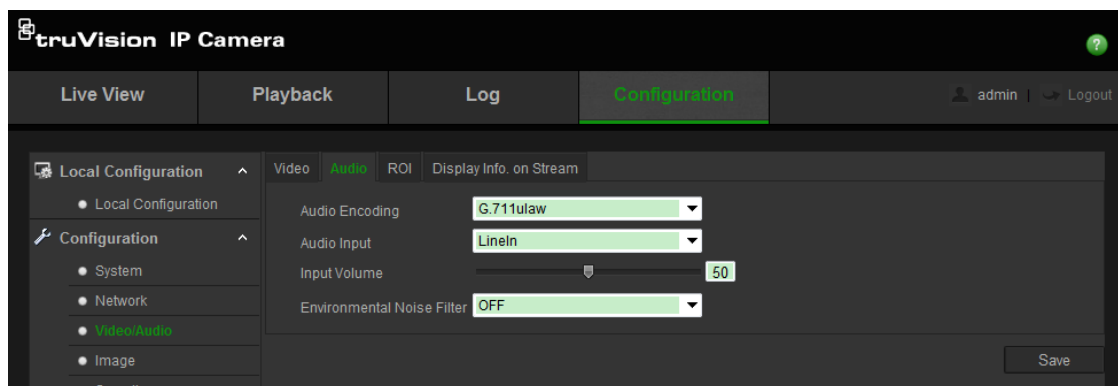 truVision IP Camera
?
Live View
Playback
Log
Configuration
admin | Logout
Local Configuration
Local Configuration
Configuration
System
Network
Video/Audio
Image
Video Audio ROI Display Info. on Stream
Audio Encoding G.711ulaw
Audio Input LineIn
Input Volume 50
Environmental Noise Filter OFF
Save